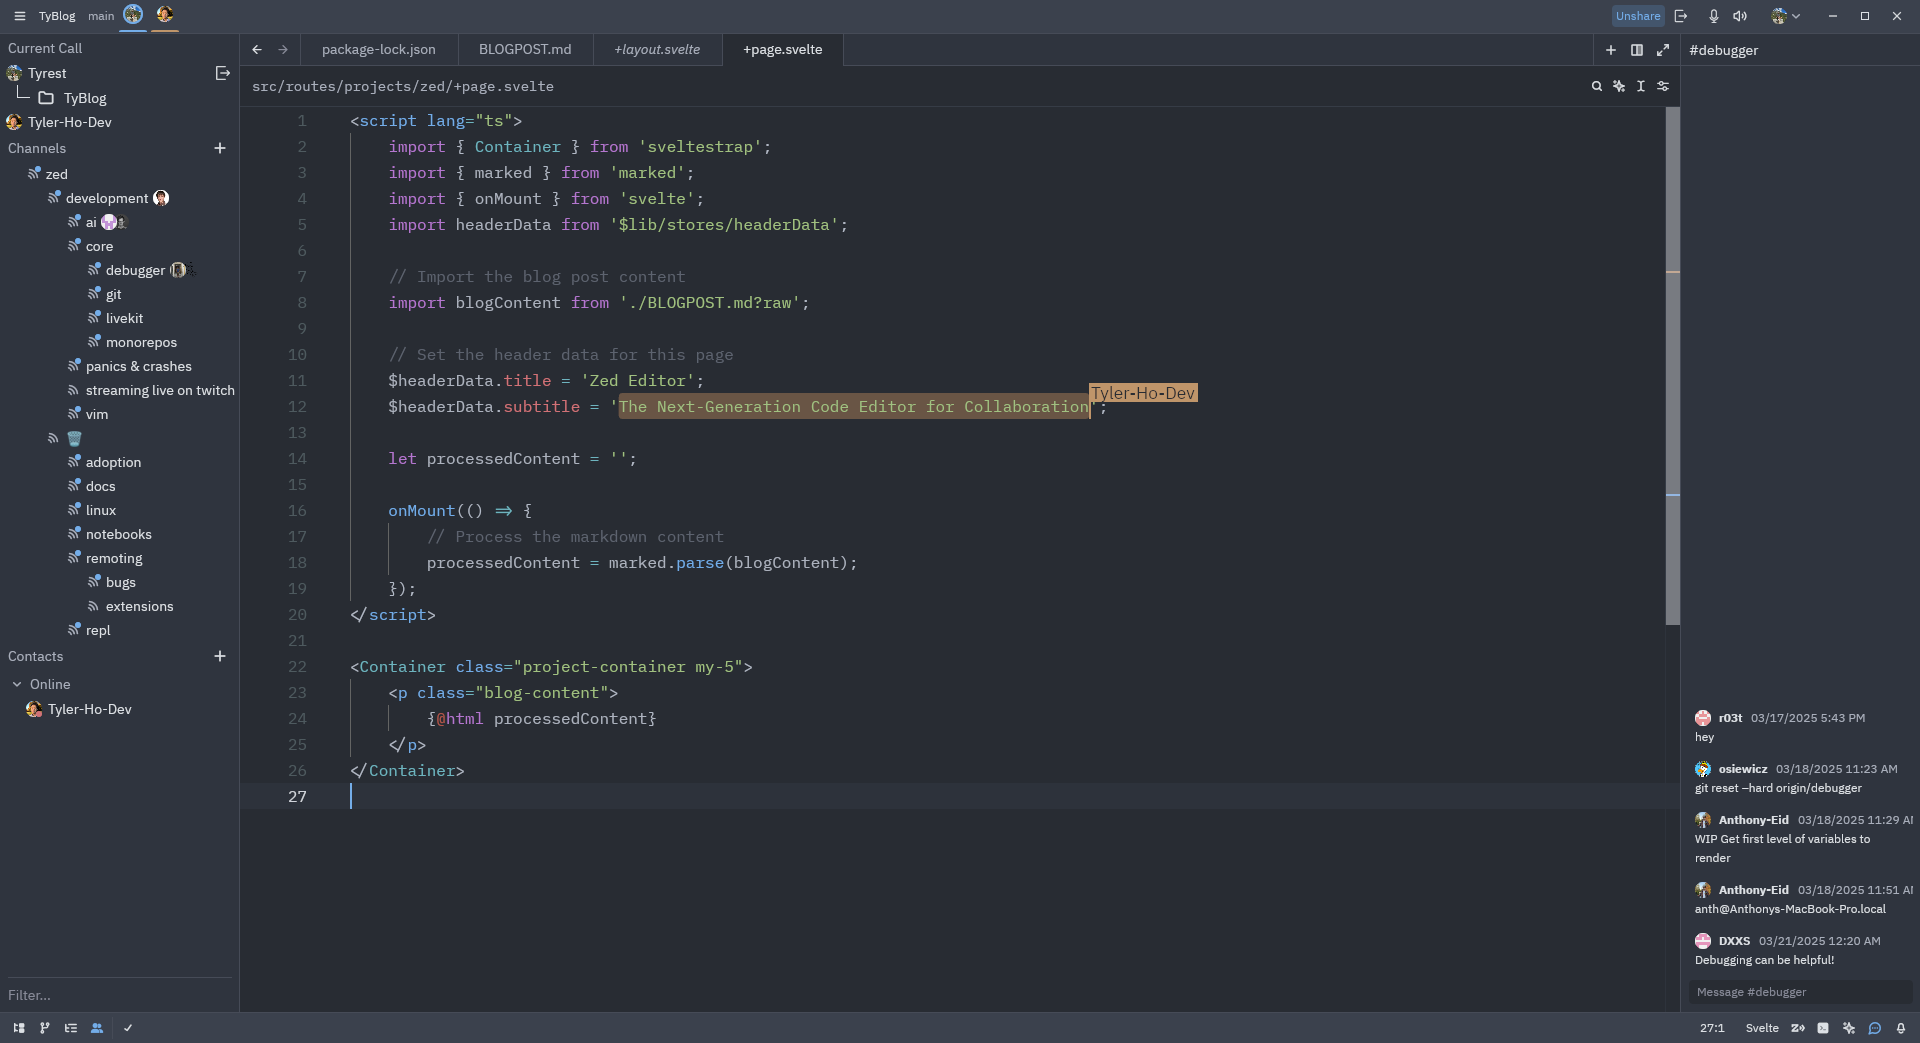 TyBlog main Unshare
Current Call
Tyrest
TyBlog
Tyler-Ho-Dev
Channels
zed
development
ai
core
debugger
git
livekit
monorepos
panics & crashes
streaming live on twitch
vim
adoption
docs
linux
notebooks
remoting
bugs
extensions
repl
Contacts
Online
Tyler-Ho-Dev
Filter...
package-lock.json BLOGPOST.md +layout.svelte +page.svelte
src/routes/projects/zed/+page.svelte
1 <script lang="ts">
2 import { Container } from 'sveltestrap';
3 import { marked } from 'marked';
4 import { onMount } from 'svelte';
5 import headerData from '$lib/stores/headerData';
6
7 // Import the blog post content
8 import blogContent from './BLOGPOST.md?raw';
9
10 // Set the header data for this page
11 $headerData.title = 'Zed Editor';
Tyler-Ho-Dev
12 $headerData.subtitle = 'The Next-Generation Code Editor for Collaboration';
13
14 let processedContent = '';
15
16 onMount(() => {
17 // Process the markdown content
18 processedContent = marked.parse(blogContent);
19 });
20 </script>
21
22 <Container class="project-container my-5">
23 <p class="blog-content">
24 {@html processedContent}
25 </p>
26 </Container>
27
#debugger
r03t 03/17/2025 5:43 PM
hey
osiewicz 03/18/2025 11:23 AM
git reset –hard origin/debugger
Anthony-Eid 03/18/2025 11:29 AM
WIP Get first level of variables to
render
Anthony-Eid 03/18/2025 11:51 AM
anth@Anthonys-MacBook-Pro.local
DXXS 03/21/2025 12:20 AM
Debugging can be helpful!
Message #debugger
27:1 Svelte